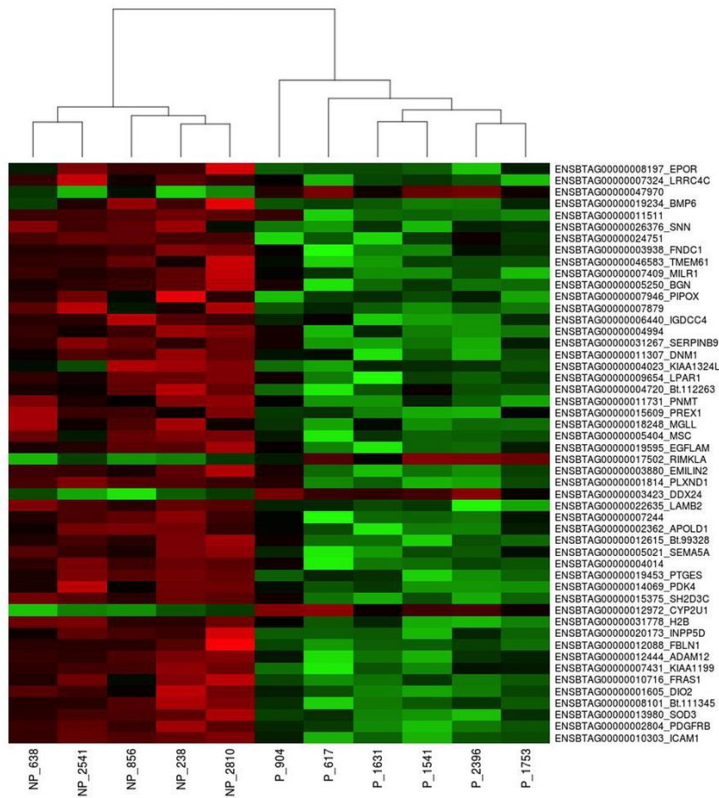 ENSBTAG00000008197_EPOR
ENSBTAG00000007324_LRRC4C
ENSBTAG00000047970
ENSBTAG00000019234_BMP6
ENSBTAG00000011511
ENSBTAG00000026376_SNN
ENSBTAG00000024751
ENSBTAG00000003938_FNDC1
ENSBTAG00000046583_TMEM61
ENSBTAG00000007409_MILR1
ENSBTAG00000005250_BGN
ENSBTAG00000007946_PIPOX
ENSBTAG00000007879
ENSBTAG00000006440_IGDCC4
ENSBTAG00000004994
ENSBTAG00000031267_SERPINB9
ENSBTAG00000011307_DNM1
ENSBTAG00000004023_KIAA1324L
ENSBTAG00000009654_LPAR1
ENSBTAG00000004720_Bt.112263
ENSBTAG00000011731_PNMT
ENSBTAG00000015609_PREX1
ENSBTAG00000018248_MGLL
ENSBTAG00000005404_MSC
ENSBTAG00000019595_EGFLAM
ENSBTAG00000017502_RIMKLA
ENSBTAG00000003880_EMILIN2
ENSBTAG00000001814_PLXND1
ENSBTAG00000003423_DDX24
ENSBTAG00000022635_LAMB2
ENSBTAG00000007244
ENSBTAG00000002362_APOLD1
ENSBTAG00000012615_Bt.99328
ENSBTAG00000005021_SEMA5A
ENSBTAG00000004014
ENSBTAG00000019453_PTGES
ENSBTAG00000014069_PDK4
ENSBTAG00000015375_SH2D3C
ENSBTAG00000012972_CYP2U1
ENSBTAG00000031778_H2B
ENSBTAG00000020173_INPP5D
ENSBTAG00000012088_FBLN1
ENSBTAG00000012444_ADAM12
ENSBTAG00000007431_KIAA1199
ENSBTAG00000010716_FRAS1
ENSBTAG00000001605_DIO2
ENSBTAG00000008101_Bt.111345
ENSBTAG00000013980_SOD3
ENSBTAG00000002804_PDGFRB
ENSBTAG00000010303_ICAM1
NP_638
NP_2541
NP_856
NP_238
NP_2810
P_904
P_617
P_1631
P_1541
P_2396
P_1753